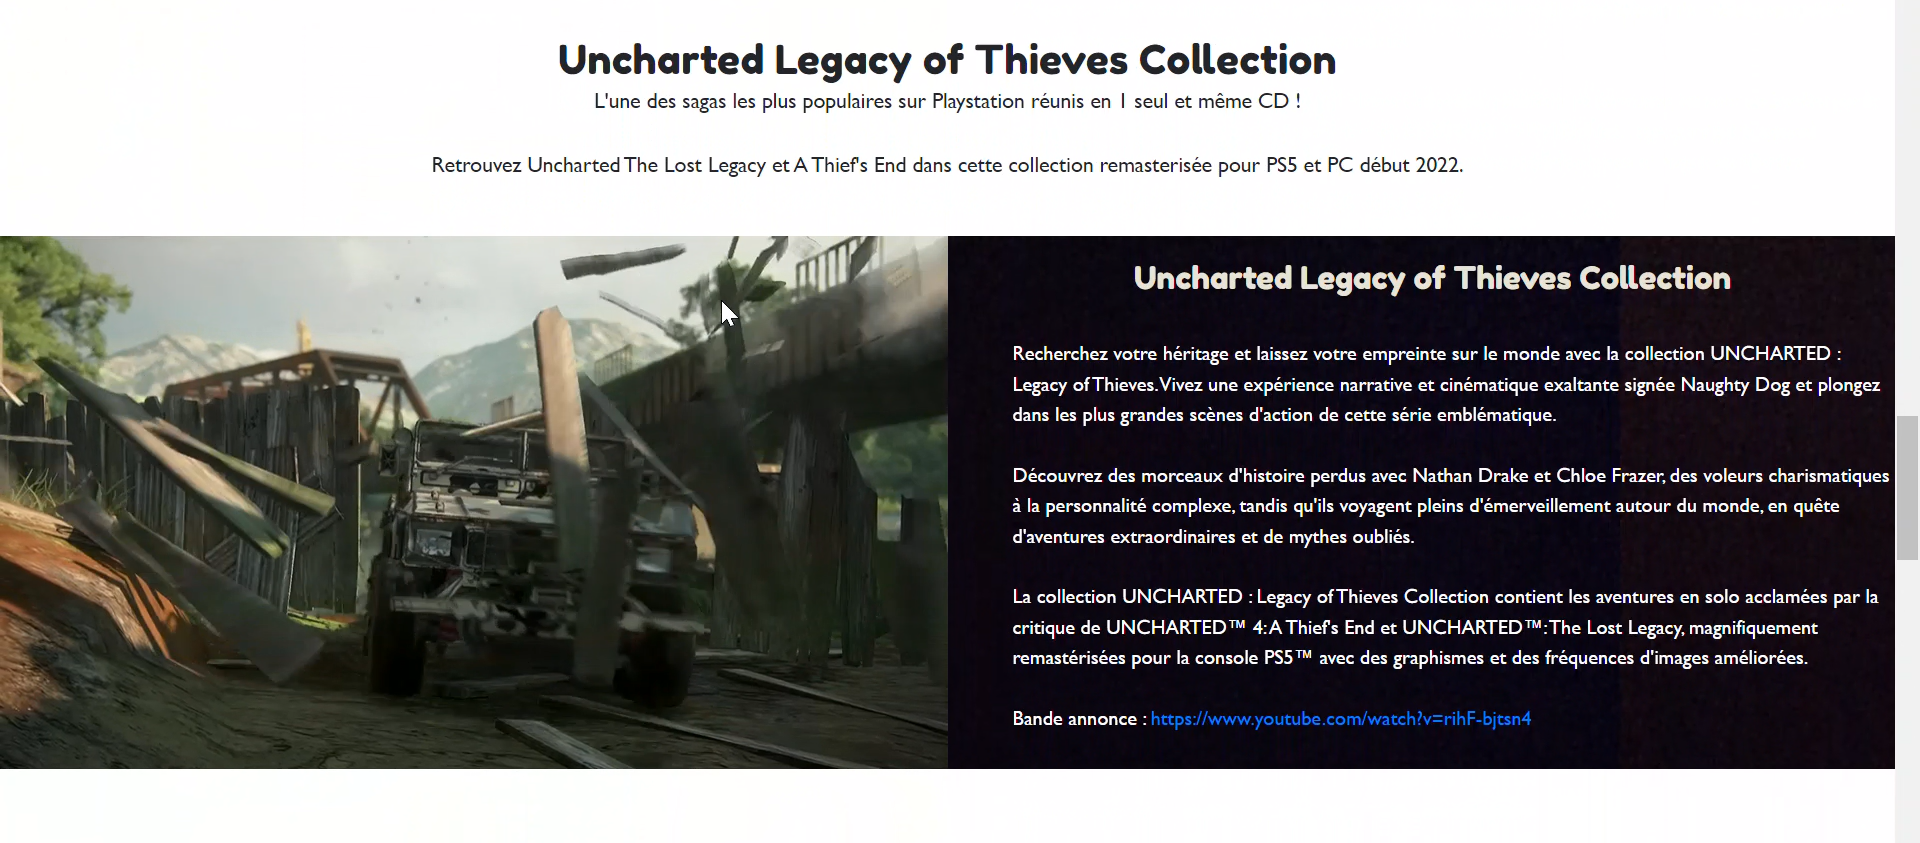 Uncharted Legacy of Thieves Collection
L'une des sagas les plus populaires sur Playstation réunis en 1 seul et même CD !
Retrouvez Uncharted The Lost Legacy et A Thief's End dans cette collection remasterisée pour PS5 et PC début 2022.
Uncharted Legacy of Thieves Collection
Recherchez votre héritage et laissez votre empreinte sur le monde avec la collection UNCHARTED :
Legacy of Thieves. Vivez une expérience narrative et cinématique exaltante signée Naughty Dog et plongez
dans les plus grandes scènes d'action de cette série emblématique.
Découvrez des morceaux d'histoire perdus avec Nathan Drake et Chloe Frazer, des voleurs charismatiques
à la personnalité complexe, tandis qu'ils voyagent pleins d'émerveillement autour du monde, en quête
d'aventures extraordinaires et de mythes oubliés.
La collection UNCHARTED : Legacy of Thieves Collection contient les aventures en solo acclamées par la
critique de UNCHARTED™ 4: A Thief's End et UNCHARTED™: The Lost Legacy, magnifiquement
remastérisées pour la console PS5™ avec des graphismes et des fréquences d'images améliorées.
Bande annonce : https://www.youtube.com/watch?v=rihF-bjtsn4